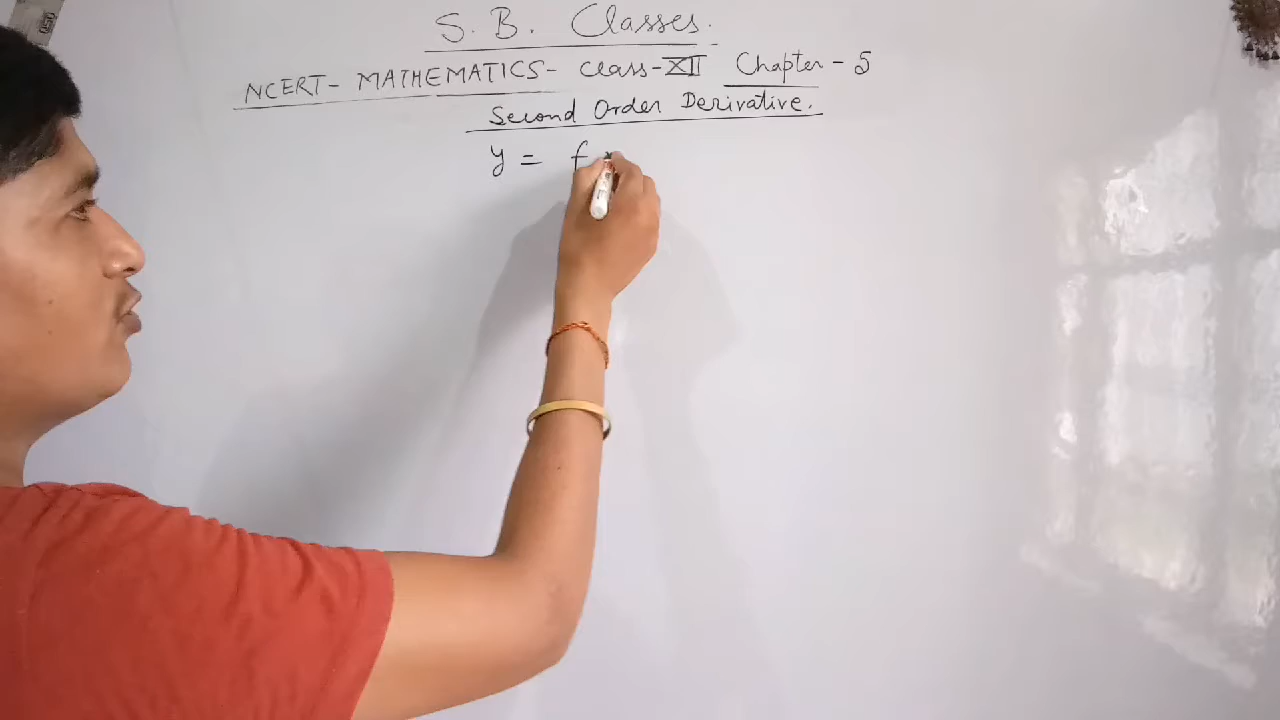 S. B. Classes.
NCERT- MATHEMATICS- Class-XII Chapter - 5
Second Order Derivative.
y = f